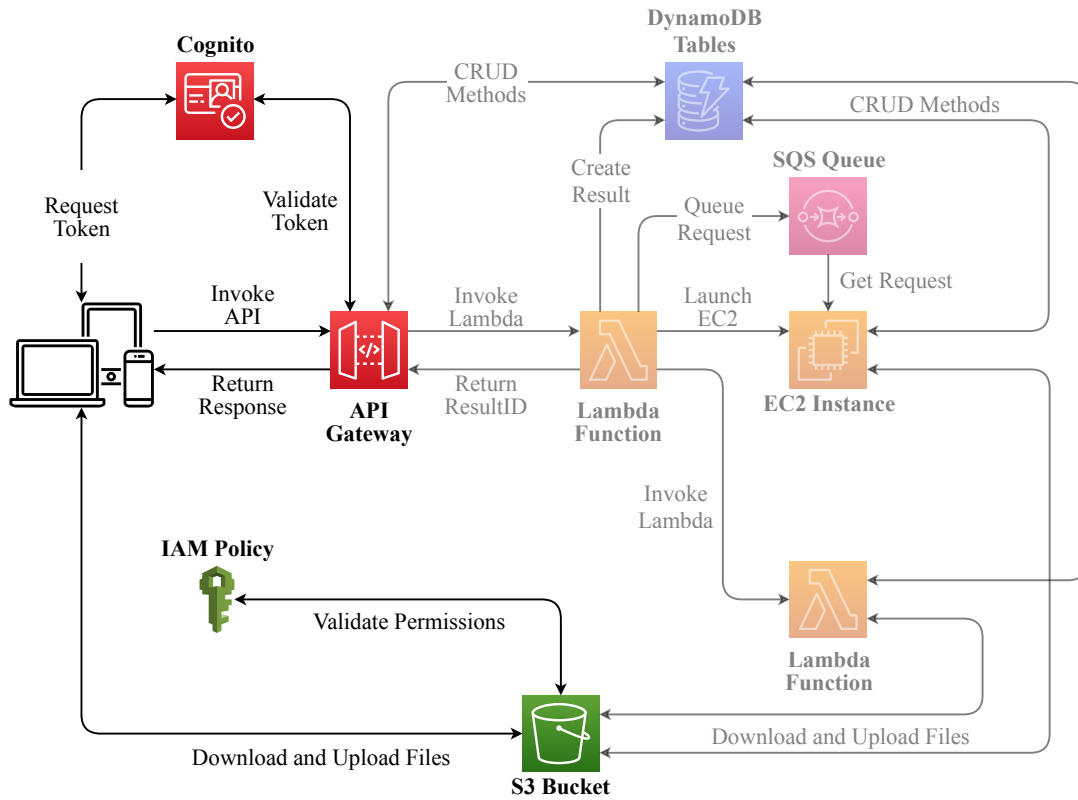 DynamoDB
Tables
Cognito
CRUD
Methods
CRUD Methods
SQS Queue
Create
Result
Request
Token
Validate
Token
Queue
Request
Get Request
Invoke
API
Invoke
Lambda
Launch
EC2
</>
Return
Response
Return
ResultID
API
Gateway
Lambda
Function
EC2 Instance
Invoke
Lambda
IAM Policy
Validate Permissions
Lambda
Function
Download and Upload Files
Download and Upload Files
S3 Bucket